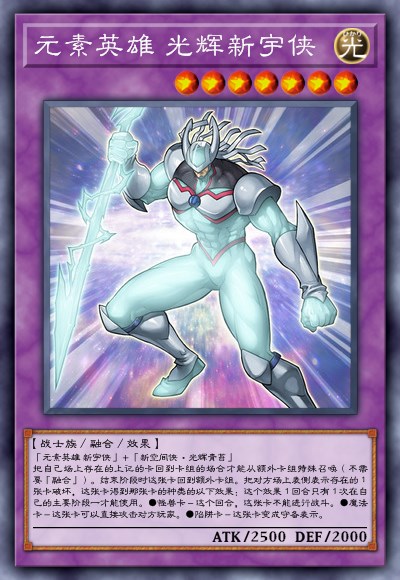 元素英雄 光辉新宇侠
光
【战士族／融合／效果】
「元素英雄 新宇侠」+「新空间侠·光辉青苔」
把自己场上存在的上记的卡回到卡组的场合才能从额外卡组特殊召唤（不需
要「融合」）。结束阶段时这张卡回到额外卡组。把对方场上表侧表示存在的1
张卡破坏，这张卡得到那张卡的种类的以下效果；这个效果1回合只有1次在自
己的主要阶段一才能使用。●怪兽卡－这个回合，这张卡不能进行战斗。●魔法
卡－这张卡可以直接攻击对方玩家。●陷阱卡－这张卡变成守备表示。
ATK/2500 DEF/2000